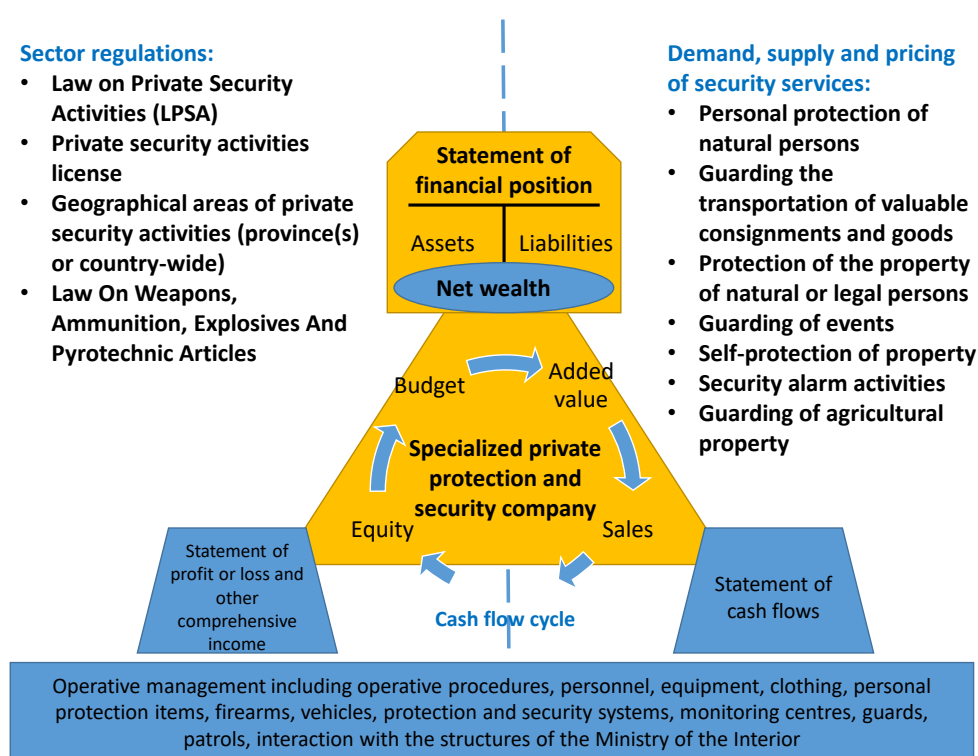 Sector regulations:
• Law on Private Security
Activities (LPSA)
• Private security activities
license
• Geographical areas of private
security activities (province(s)
or country-wide)
• Law On Weapons,
Ammunition, Explosives And
Pyrotechnic Articles
Demand, supply and pricing
of security services:
• Personal protection of
natural persons
• Guarding the
transportation of valuable
consignments and goods
• Protection of the property
of natural or legal persons
• Guarding of events
• Self-protection of property
• Security alarm activities
• Guarding of agricultural
property
Statement of
financial position
Assets
Liabilities
Net wealth
Budget
Added
value
Specialized private
protection and
security company
Equity
Sales
Cash flow cycle
Statement of
profit or loss and
other
comprehensive
income
Statement of
cash flows
Operative management including operative procedures, personnel, equipment, clothing, personal
protection items, firearms, vehicles, protection and security systems, monitoring centres, guards,
patrols, interaction with the structures of the Ministry of the Interior